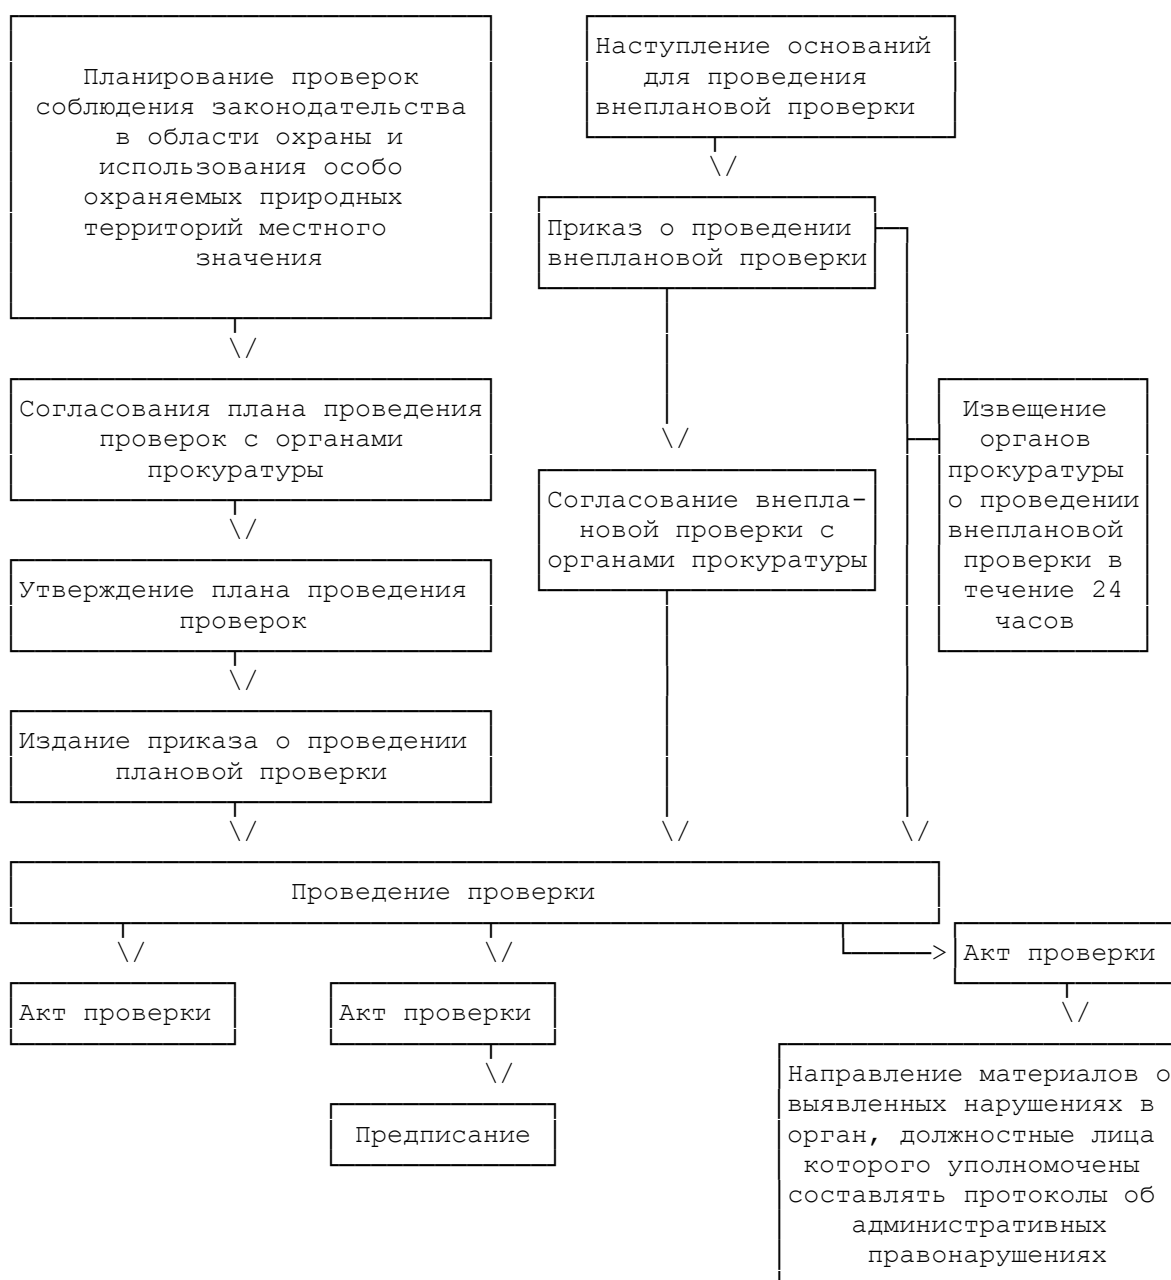 Планирование проверок
соблюдения законодательства
в области охраны и
использования особо
охраняемых природных
территорий местного
значения
Наступление оснований
для проведения
внеплановой проверки
Приказ о проведении
внеплановой проверки
Согласования плана проведения
проверок с органами
прокуратуры
Извещение
органов
прокуратуры
о проведении
внеплановой
проверки в
течение 24
часов
Согласование внепла-
новой проверки с
органами прокуратуры
Утверждение плана проведения
проверок
Издание приказа о проведении
плановой проверки
Проведение проверки
Акт проверки
Акт проверки
Акт проверки
Предписание
Направление материалов о
выявленных нарушениях в
орган, должностные лица
которого уполномочены
составлять протоколы об
административных
правонарушениях